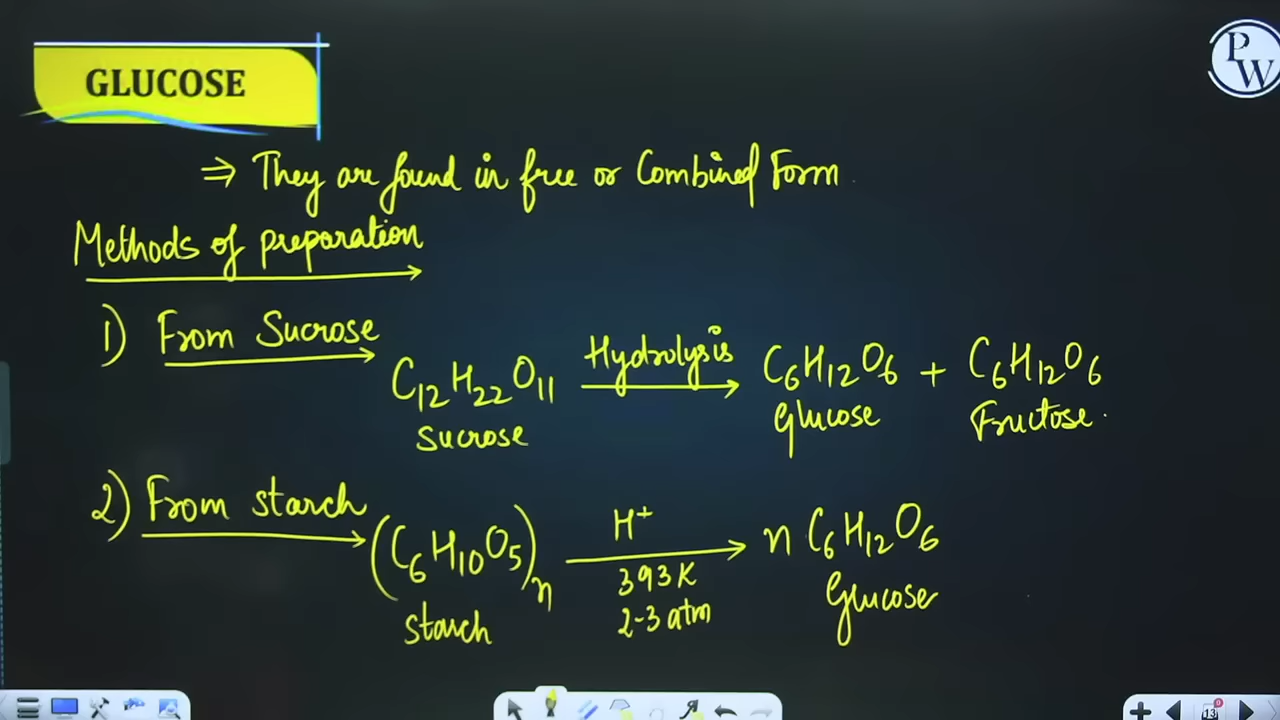 GLUCOSE
PW
⇒ They are found in free or Combined Form
Methods of preparation
1) From Sucrose
C₁₂H₂₂O₁₁ Hydrolysis → C₆H₁₂O₆ + C₆H₁₂O₆
Sucrose Glucose Fructose.
2) From starch
(C₆H₁₀O₅)n H⁺ → n C₆H₁₂O₆
393K
2-3 atm
starch Glucose
13